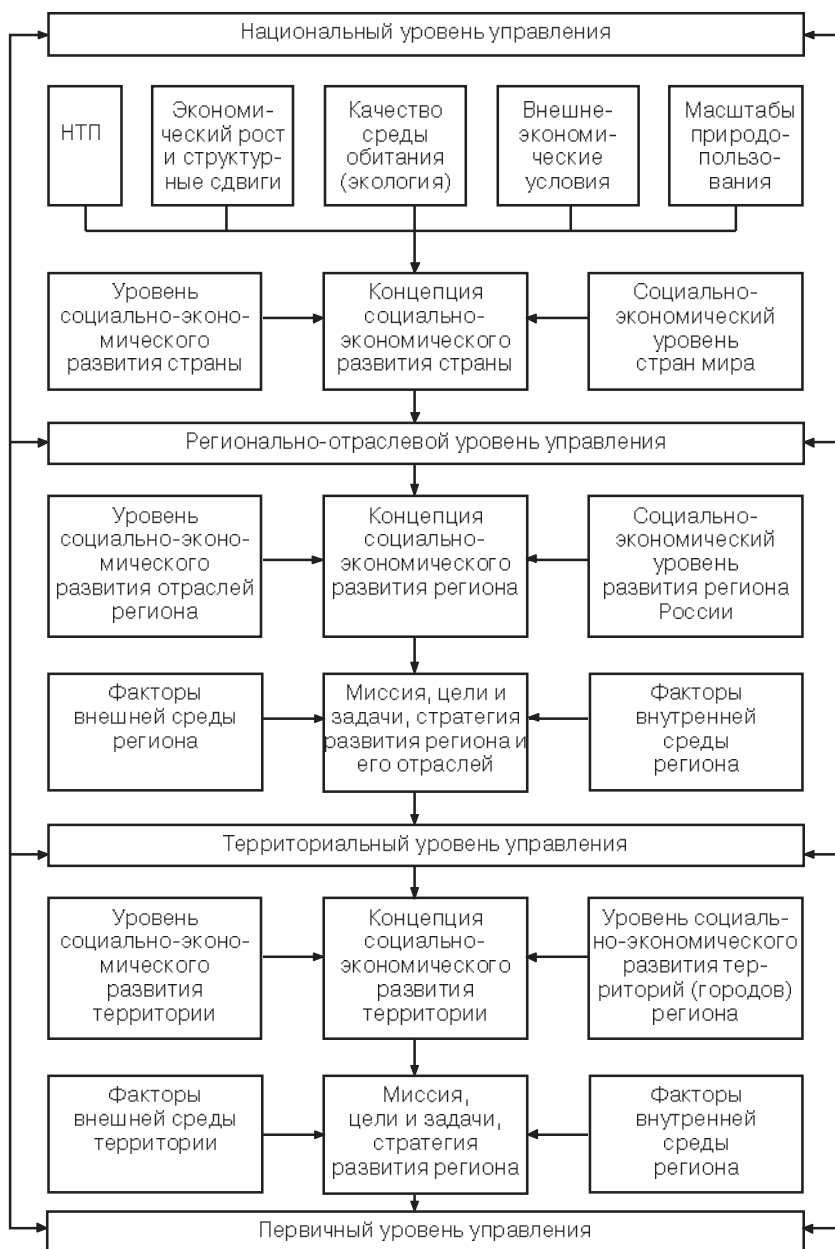 Национальный уровень управления
НТП
Экономи-
ческий рост
и структур-
ные сдвиги
Качество
среды
обитания
(экология)
Внешне-
экономи-
ческие
условия
Масштабы
природо-
пользо-
вания
Уровень
социально-эконо-
мического
развития страны
Концепция
социально-
экономического
развития страны
Социально-
экономический
уровень
стран мира
Регионально-отраслевой уровень управления
Уровень
социально-эконо-
мического
развития отраслей
региона
Концепция
социально-
экономического
развития региона
Социально-
экономический
уровень
развития региона
России
Факторы
внешней среды
региона
Миссия, цели и
задачи, стратегия
развития региона и
его отраслей
Факторы
внутренней
среды
региона
Территориальный уровень управления
Уровень
социально-эконо-
мического
развития
территории
Концепция
социально-
экономического
развития
территории
Уровень социаль-
но-экономического
развития тер-
риторий (городов)
региона
Факторы
внешней среды
территории
Миссия,
цели и задачи,
стратегия
развития региона
Факторы
внутренней
среды
региона
Первичный уровень управления